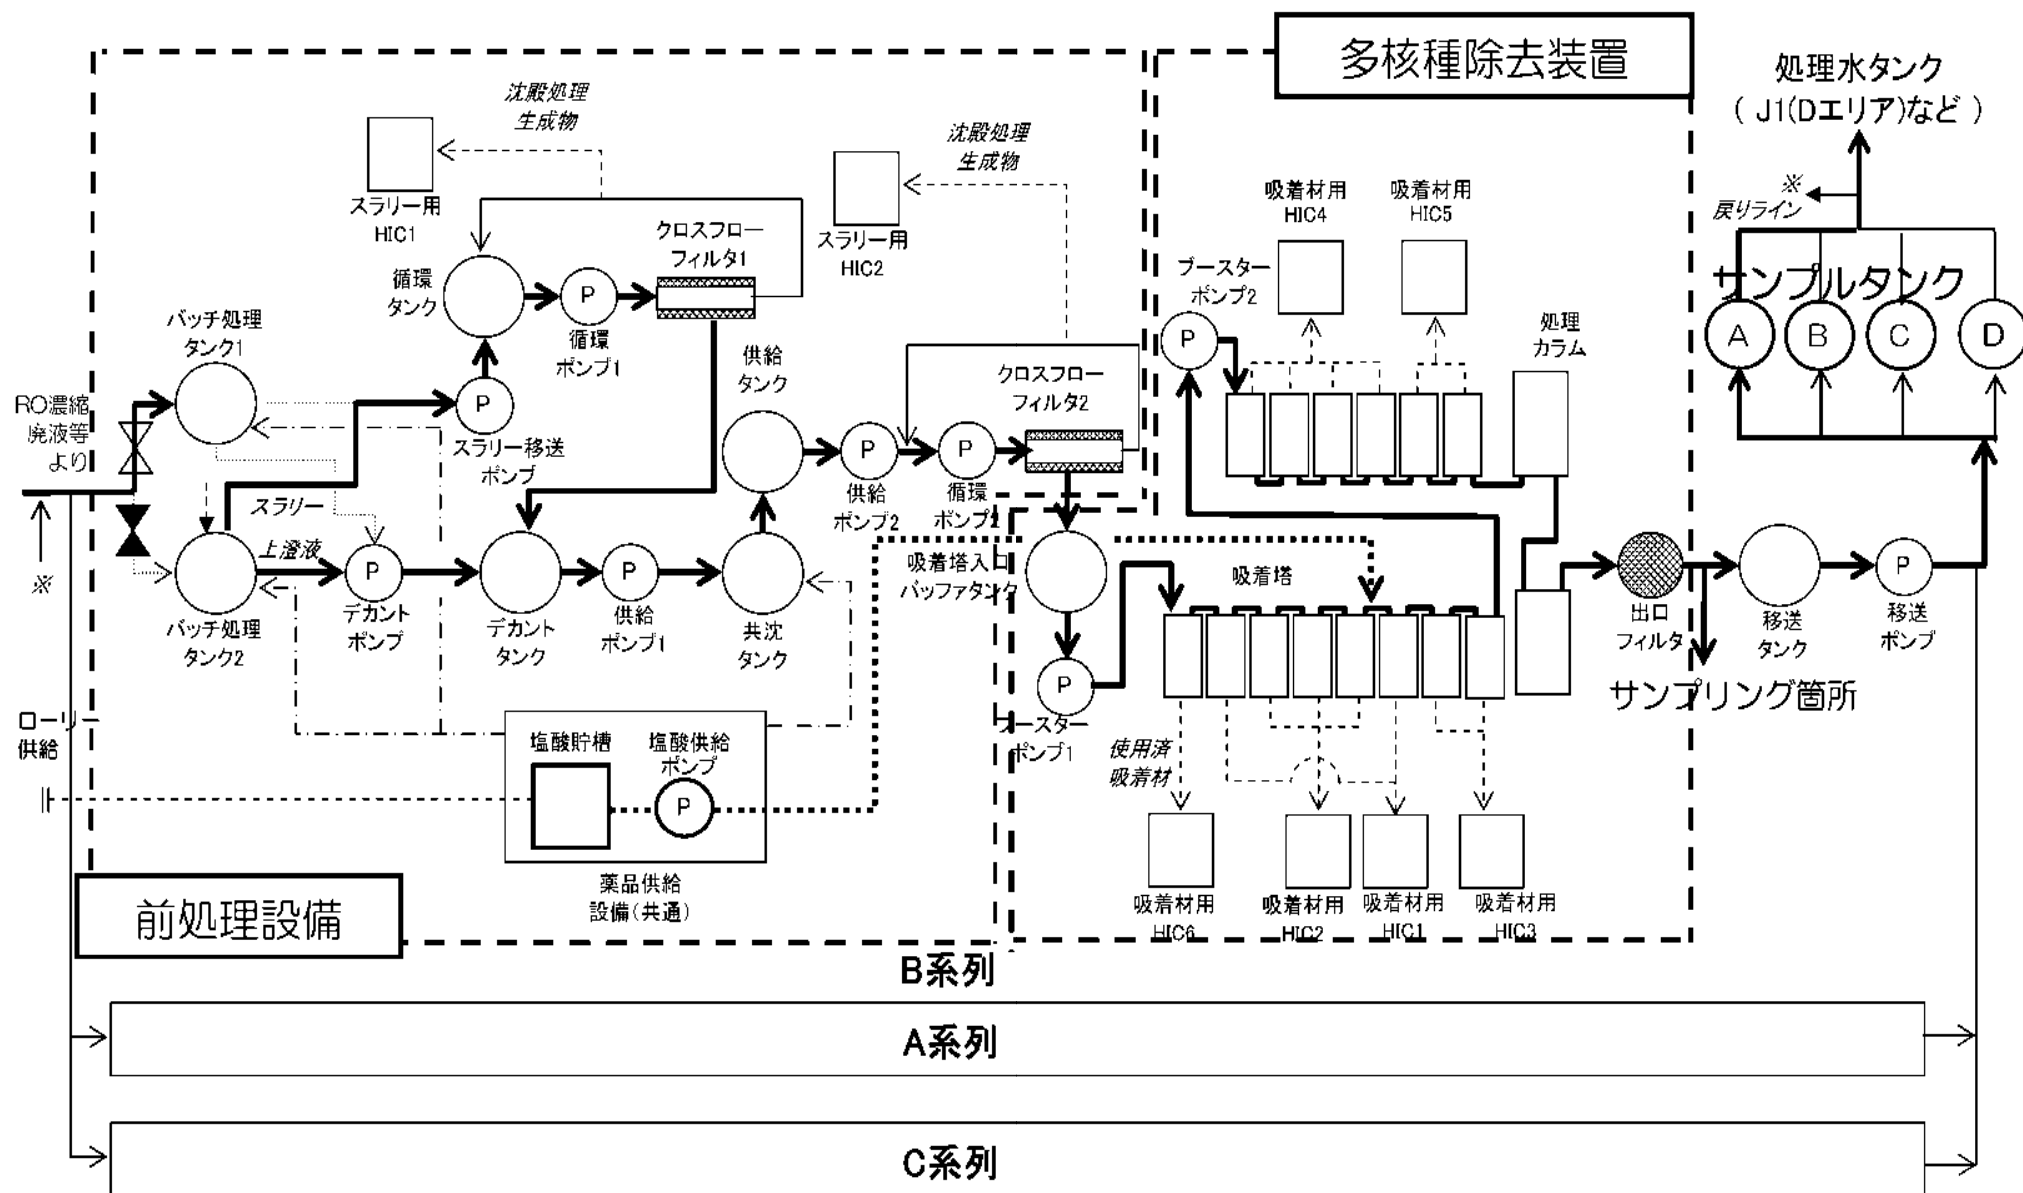 多核種除去装置
処理水タンク
( J1(Dエリア)など )
※
戻りライン
サンプルタンク
A
B
C
D
沈殿処理
生成物
スラリー用
HIC1
沈殿処理
生成物
スラリー用
HIC2
クロスフロー
フィルタ1
循環
タンク
P
循環
ポンプ1
バッチ処理
タンク1
P
スラリー移送
ポンプ
RO濃縮
廃液等
より
※
スラリー
上澄液
バッチ処理
タンク2
P
デカント
ポンプ
デカント
タンク
P
供給
ポンプ1
供給
タンク
共沈
タンク
P
供給
ポンプ2
P
循環
ポンプ2
クロスフロー
フィルタ2
吸着塔入口
バッファタンク
P
ブースター
ポンプ1
ブースター
ポンプ2
P
吸着材用
HIC4
吸着材用
HIC5
処理
カラム
吸着塔
使用済
吸着材
吸着材用
HIC6
吸着材用
HIC2
吸着材用
HIC1
吸着材用
HIC3
出口
フィルタ
移送
タンク
P
移送
ポンプ
サンプリング箇所
ローリー
供給
塩酸貯槽
塩酸供給
ポンプ
P
薬品供給
設備(共通)
前処理設備
B系列
A系列
C系列